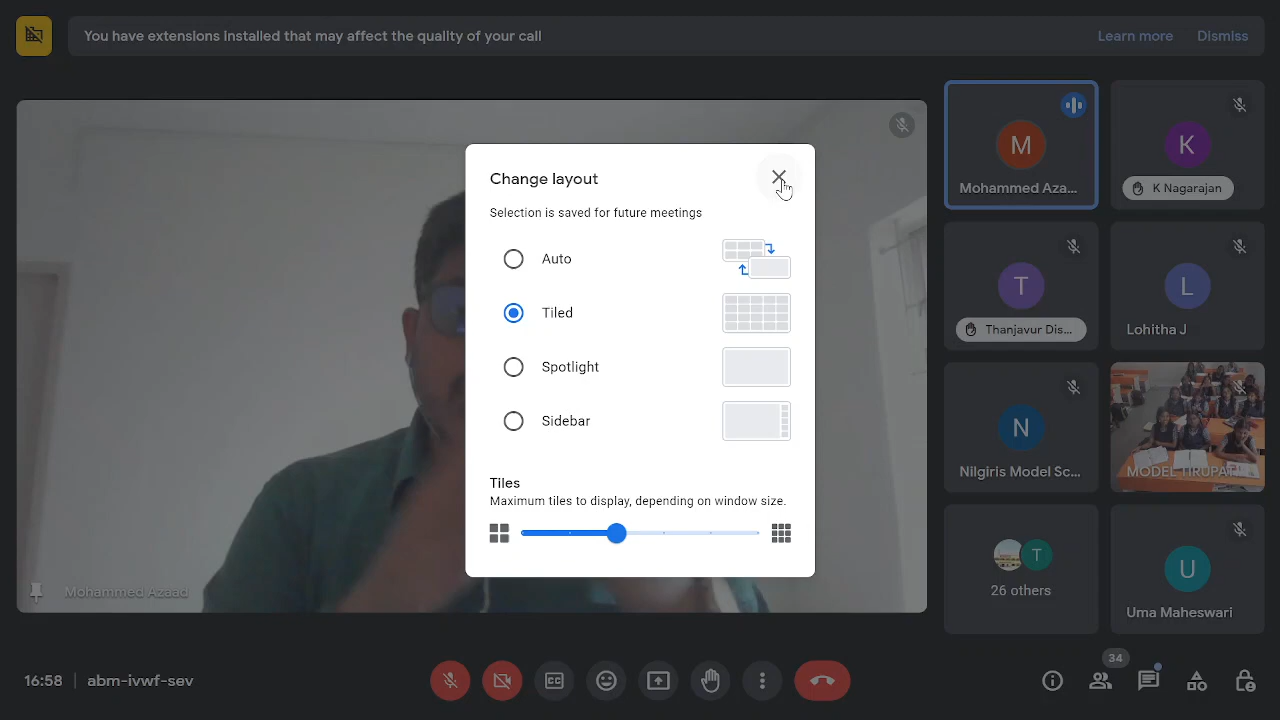 You have extensions installed that may affect the quality of your call
Learn more
Dismiss
Change layout
Selection is saved for future meetings
Auto
Tiled
Spotlight
Sidebar
Tiles
Maximum tiles to display, depending on window size.
M
Mohammed Aza...
K
K Nagarajan
T
Thanjavur Dis...
L
Lohitha J
N
Nilgiris Model Sc...
MODEL TIRUPAT
T
26 others
U
Uma Maheswari
Mohammed Azaad
16:58
abm-ivwf-sev
CC
34